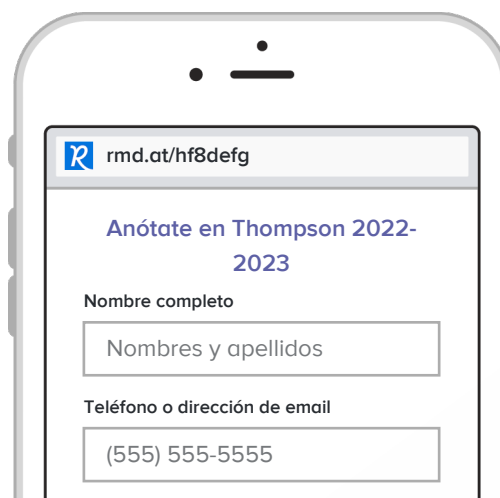 rmd.at/hf8defg
Anótate en Thompson 2022-
2023
Nombre completo
Nombres y apellidos
Teléfono o dirección de email
(555) 555-5555